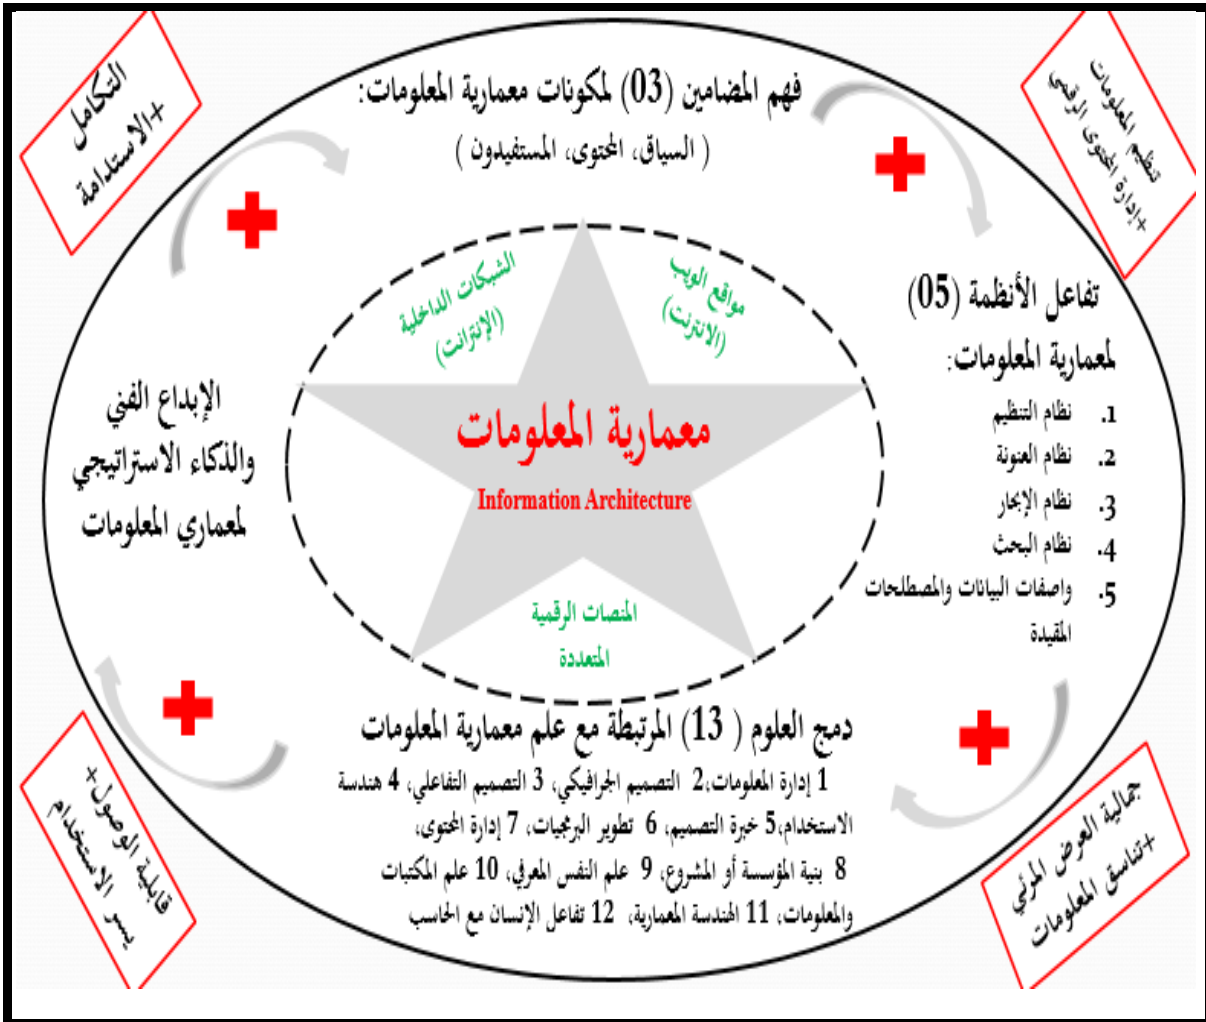 التكامل
+الاستدامة
تنظيم المعلومات
+إدارة المحتوى الرقمي
فهم المضامين (03) لمكونات معمارية المعلومات:
( السياق، المحتوى، المستفيدون )
تفاعل الأنظمة (05)
لمعمارية المعلومات:
1. نظام التنظيم
2. نظام العنونة
3. نظام الإبحار
4. نظام البحث
5. واصفات البيانات والمصطلحات
المقيدة
مواقع الويب
(الانترنت)
الشبكات الداخلية
(الإنترانت)
معمارية المعلومات
Information Architecture
المنصات الرقمية
المتعددة
الإبداع الفني
والذكاء الاستراتيجي
لمعماري المعلومات
دمج العلوم ( 13) المرتبطة مع علم معمارية المعلومات
1 إدارة المعلومات،2 التصميم الجرافيكي، 3 التصميم التفاعلي، 4 هندسة
الاستخدام،5 خبرة التصميم، 6 تطوير البرمجيات، 7 إدارة المحتوى،
8 بنية المؤسسة أو المشروع، 9 علم النفس المعرفي، 10 علم المكتبات
والمعلومات، 11 الهندسة المعمارية، 12 تفاعل الإنسان مع الحاسب
جمالية العرض المرئي
+تناسق المعلومات
قابلية الوصول+
يسر الاستخدام